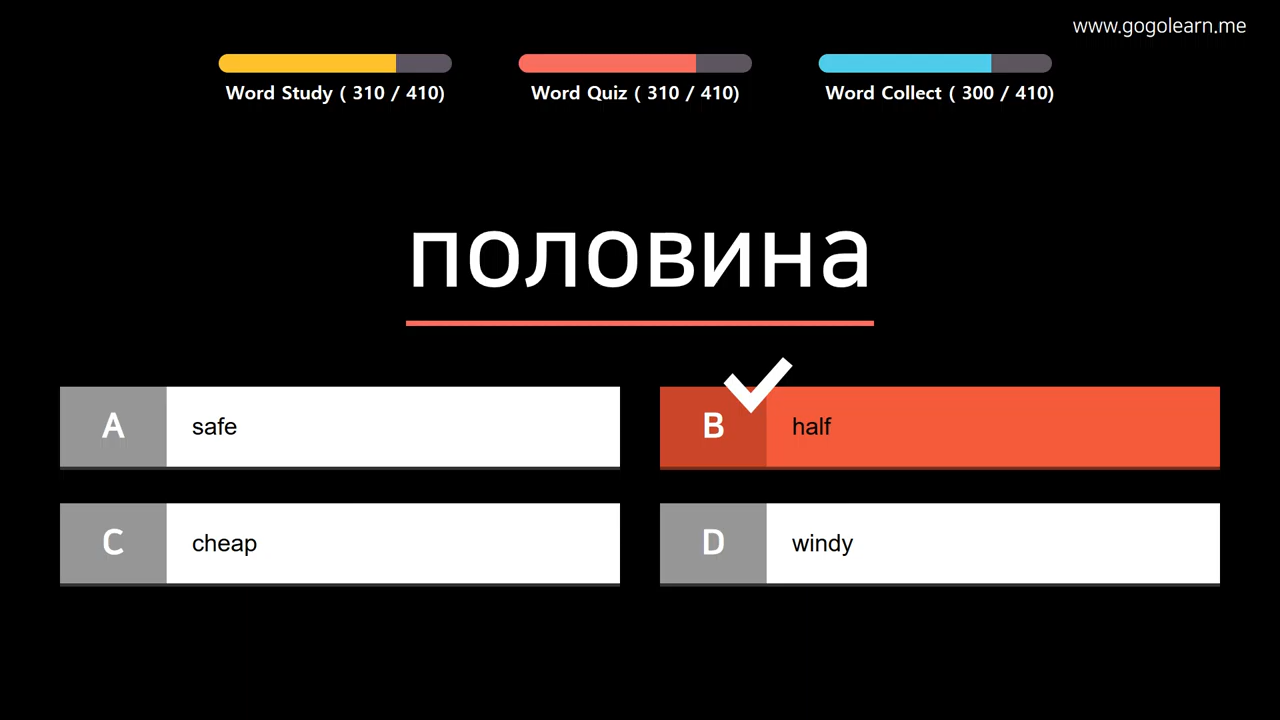 www.gogolearn.me
Word Study ( 310 / 410)
Word Quiz ( 310 / 410)
Word Collect ( 300 / 410)
половина
A safe
B half
C cheap
D windy